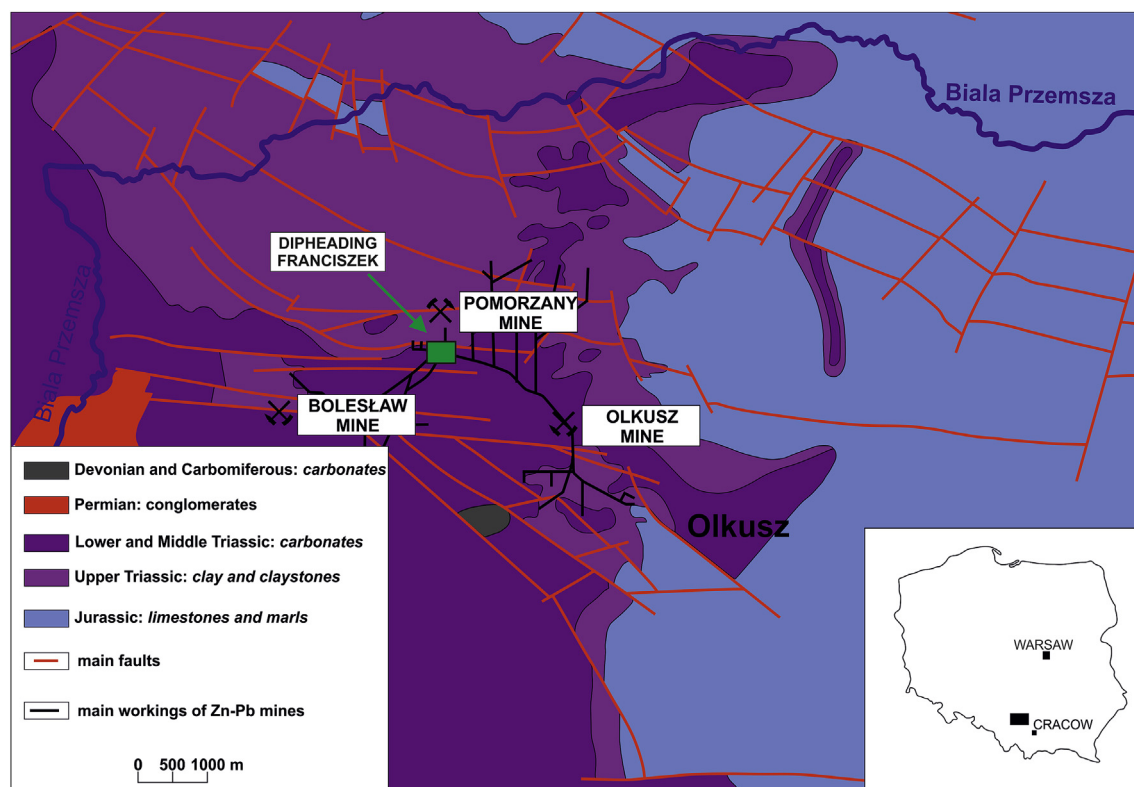 Biala Przemsza
DIPHEADING
FRANCISZEK
POMORZANY
MINE
Biala Przemsza
BOLESŁAW
MINE
OLKUSZ
MINE
Olkusz
Devonian and Carbomiferous: carbonates
Permian: conglomerates
Lower and Middle Triassic: carbonates
Upper Triassic: clay and claystones
Jurassic: limestones and marls
main faults
main workings of Zn-Pb mines
0 500 1000 m
WARSAW
CRACOW